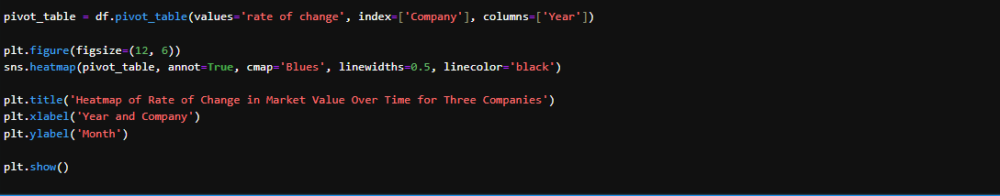 pivot_table = df.pivot_table(values='rate of change', index=['Company'], columns=['Year'])
plt.figure(figsize=(12, 6))
sns.heatmap(pivot_table, annot=True, cmap='Blues', linewidths=0.5, linecolor='black')
plt.title('Heatmap of Rate of Change in Market Value Over Time for Three Companies')
plt.xlabel('Year and Company')
plt.ylabel('Month')
plt.show()